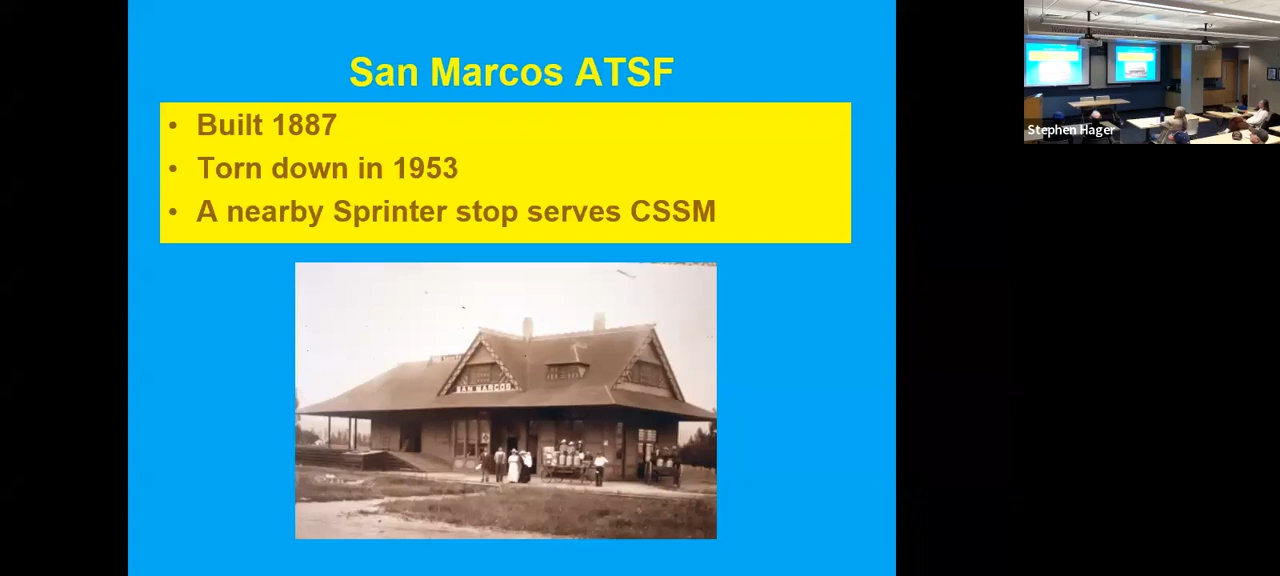 San Marcos ATSF
• Built 1887
• Torn down in 1953
• A nearby Sprinter stop serves CSSM
SAN MARCOS
Stephen Hager